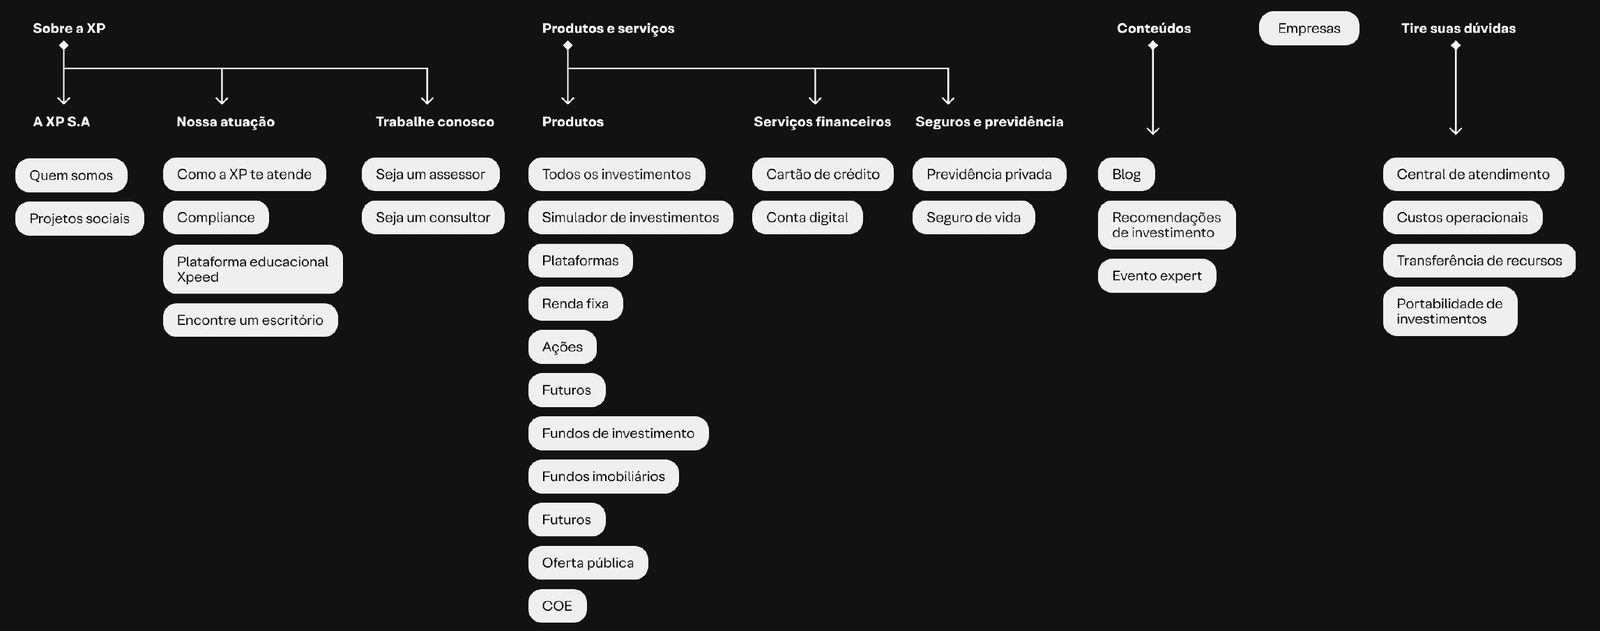 Sobre a XP
Produtos e serviços
Conteúdos
Empresas
Tire suas dúvidas
A XP S.A
Nossa atuação
Trabalhe conosco
Produtos
Serviços financeiros
Seguros e previdência
Quem somos
Projetos sociais
Como a XP te atende
Compliance
Plataforma educacional
Xpeed
Encontre um escritório
Seja um assessor
Seja um consultor
Todos os investimentos
Simulador de investimentos
Plataformas
Renda fixa
Ações
Futuros
Fundos de investimento
Fundos imobiliários
Futuros
Oferta pública
COE
Cartão de crédito
Conta digital
Previdência privada
Seguro de vida
Blog
Recomendações
de investimento
Evento expert
Central de atendimento
Custos operacionais
Transferência de recursos
Portabilidade de
investimentos